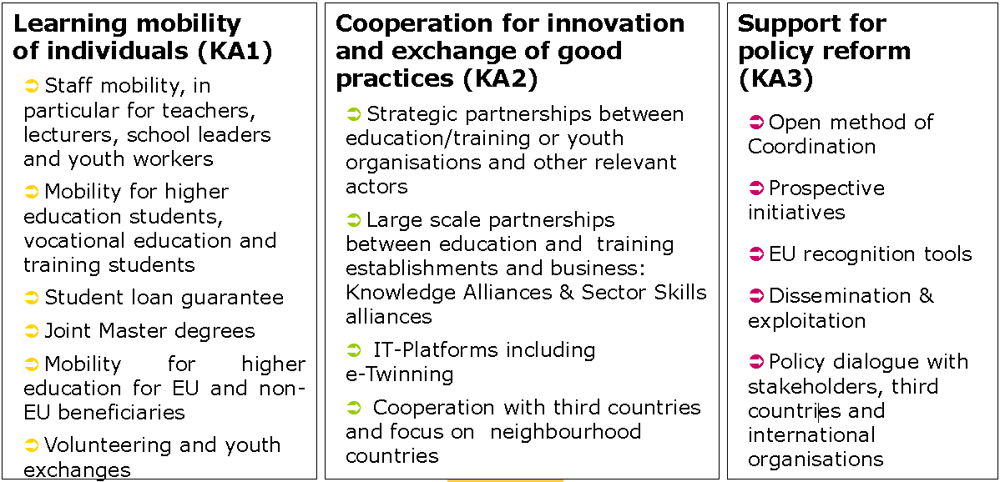 Learning mobility
of individuals (KA1)
Staff mobility, in
particular for teachers,
lecturers, school leaders
and youth workers
Mobility for higher
education students,
vocational education and
training students
Student loan guarantee
Joint Master degrees
Mobility for higher
education for EU and non-
EU beneficiaries
Volunteering and youth
exchanges
Cooperation for innovation
and exchange of good
practices (KA2)
Strategic partnerships between
education/training or youth
organisations and other relevant
actors
Large scale partnerships
between education and training
establishments and business:
Knowledge Alliances & Sector Skills
alliances
IT-Platforms including
e-Twinning
Cooperation with third countries
and focus on neighbourhood
countries
Support for
policy reform
(KA3)
Open method of
Coordination
Prospective
initiatives
EU recognition tools
Dissemination &
exploitation
Policy dialogue with
stakeholders, third
countries and
international
organisations